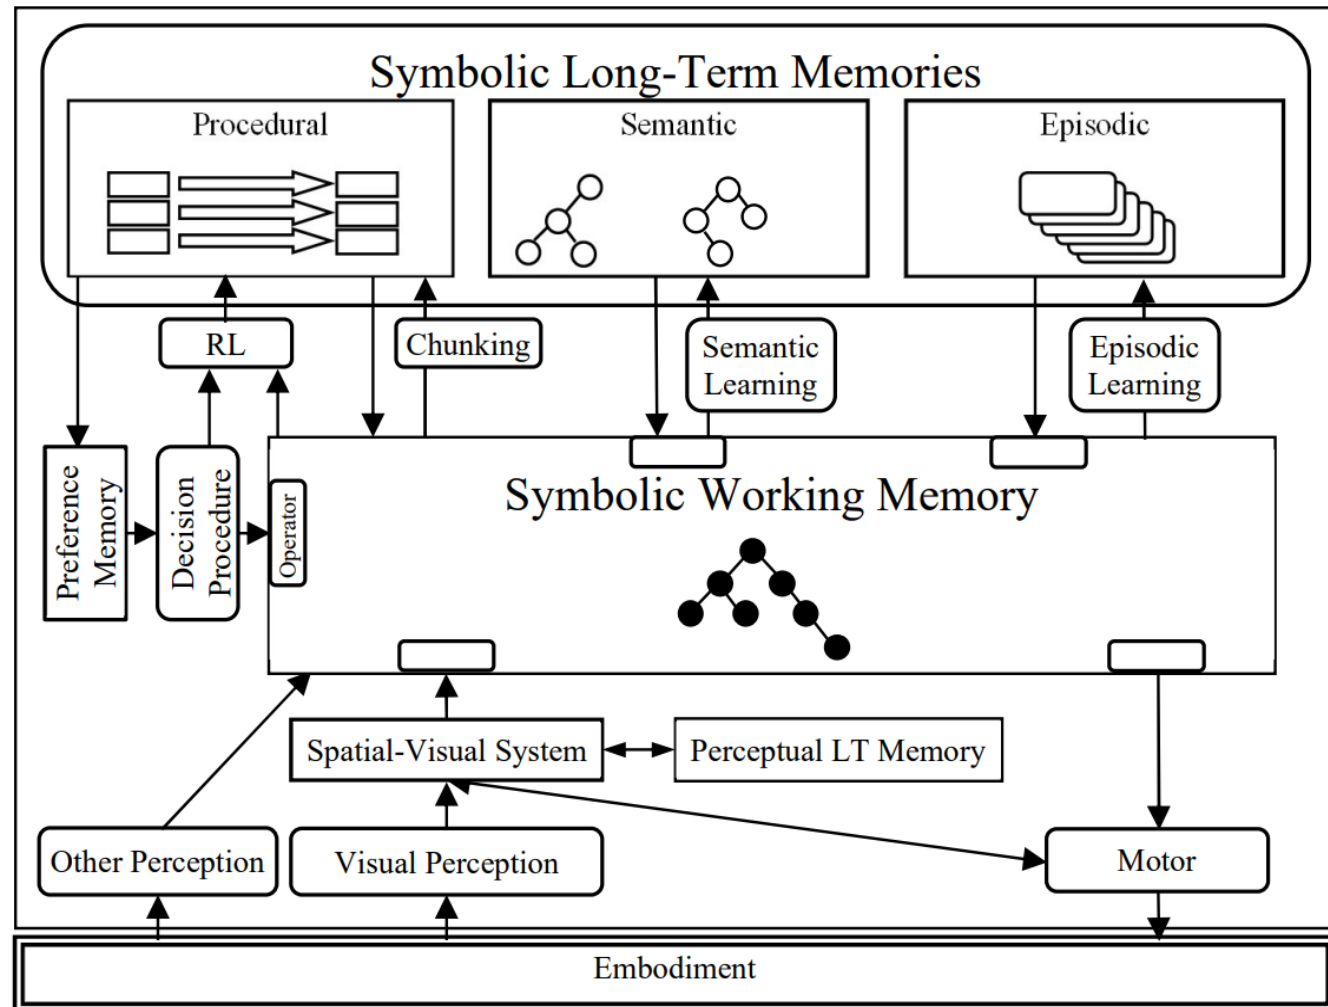 Symbolic Long-Term Memories
Procedural
Semantic
Episodic
RL
Chunking
Semantic
Learning
Episodic
Learning
Preference
Memory
Decision
Procedure
Operator
Symbolic Working Memory
Spatial-Visual System
Perceptual LT Memory
Other Perception
Visual Perception
Motor
Embodiment